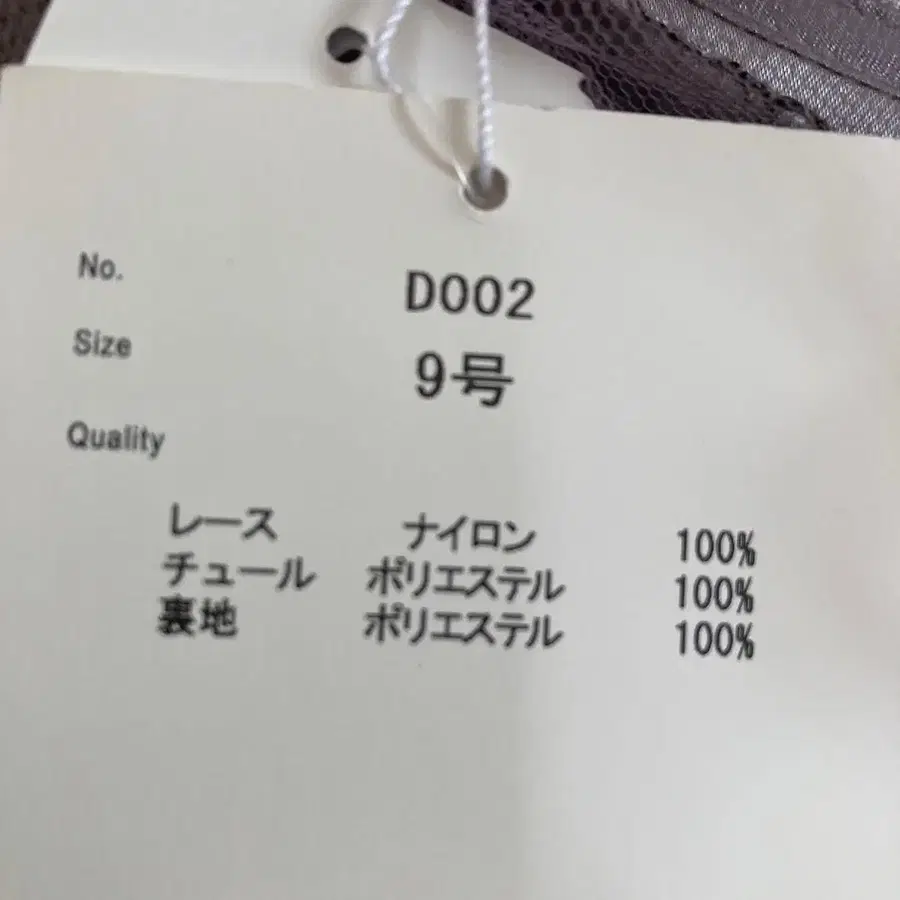 No. D002
Size 9号
Quality
レース ナイロン 100%
チュール ポリエステル 100%
裏地 ポリエステル 100%